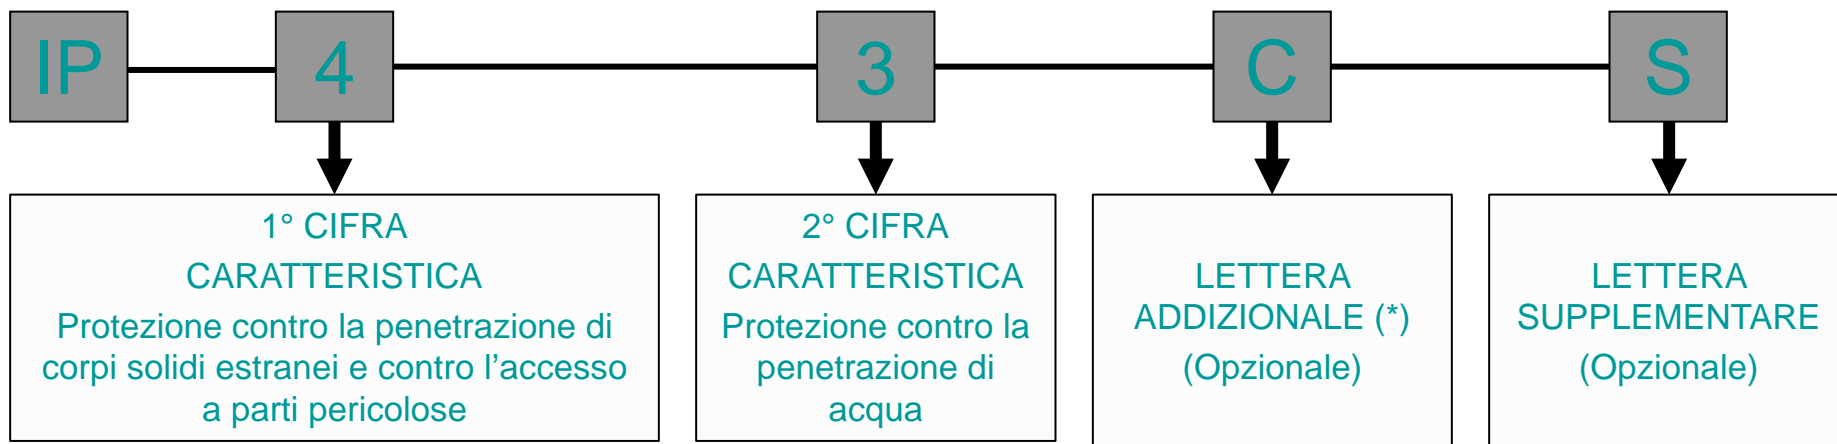 IP 4 3 C S
1° CIFRA
CARATTERISTICA
Protezione contro la penetrazione di
corpi solidi estranei e contro l’accesso
a parti pericolose
2° CIFRA
CARATTERISTICA
Protezione contro la
penetrazione di
acqua
LETTERA
ADDIZIONALE (*)
(Opzionale)
LETTERA
SUPPLEMENTARE
(Opzionale)